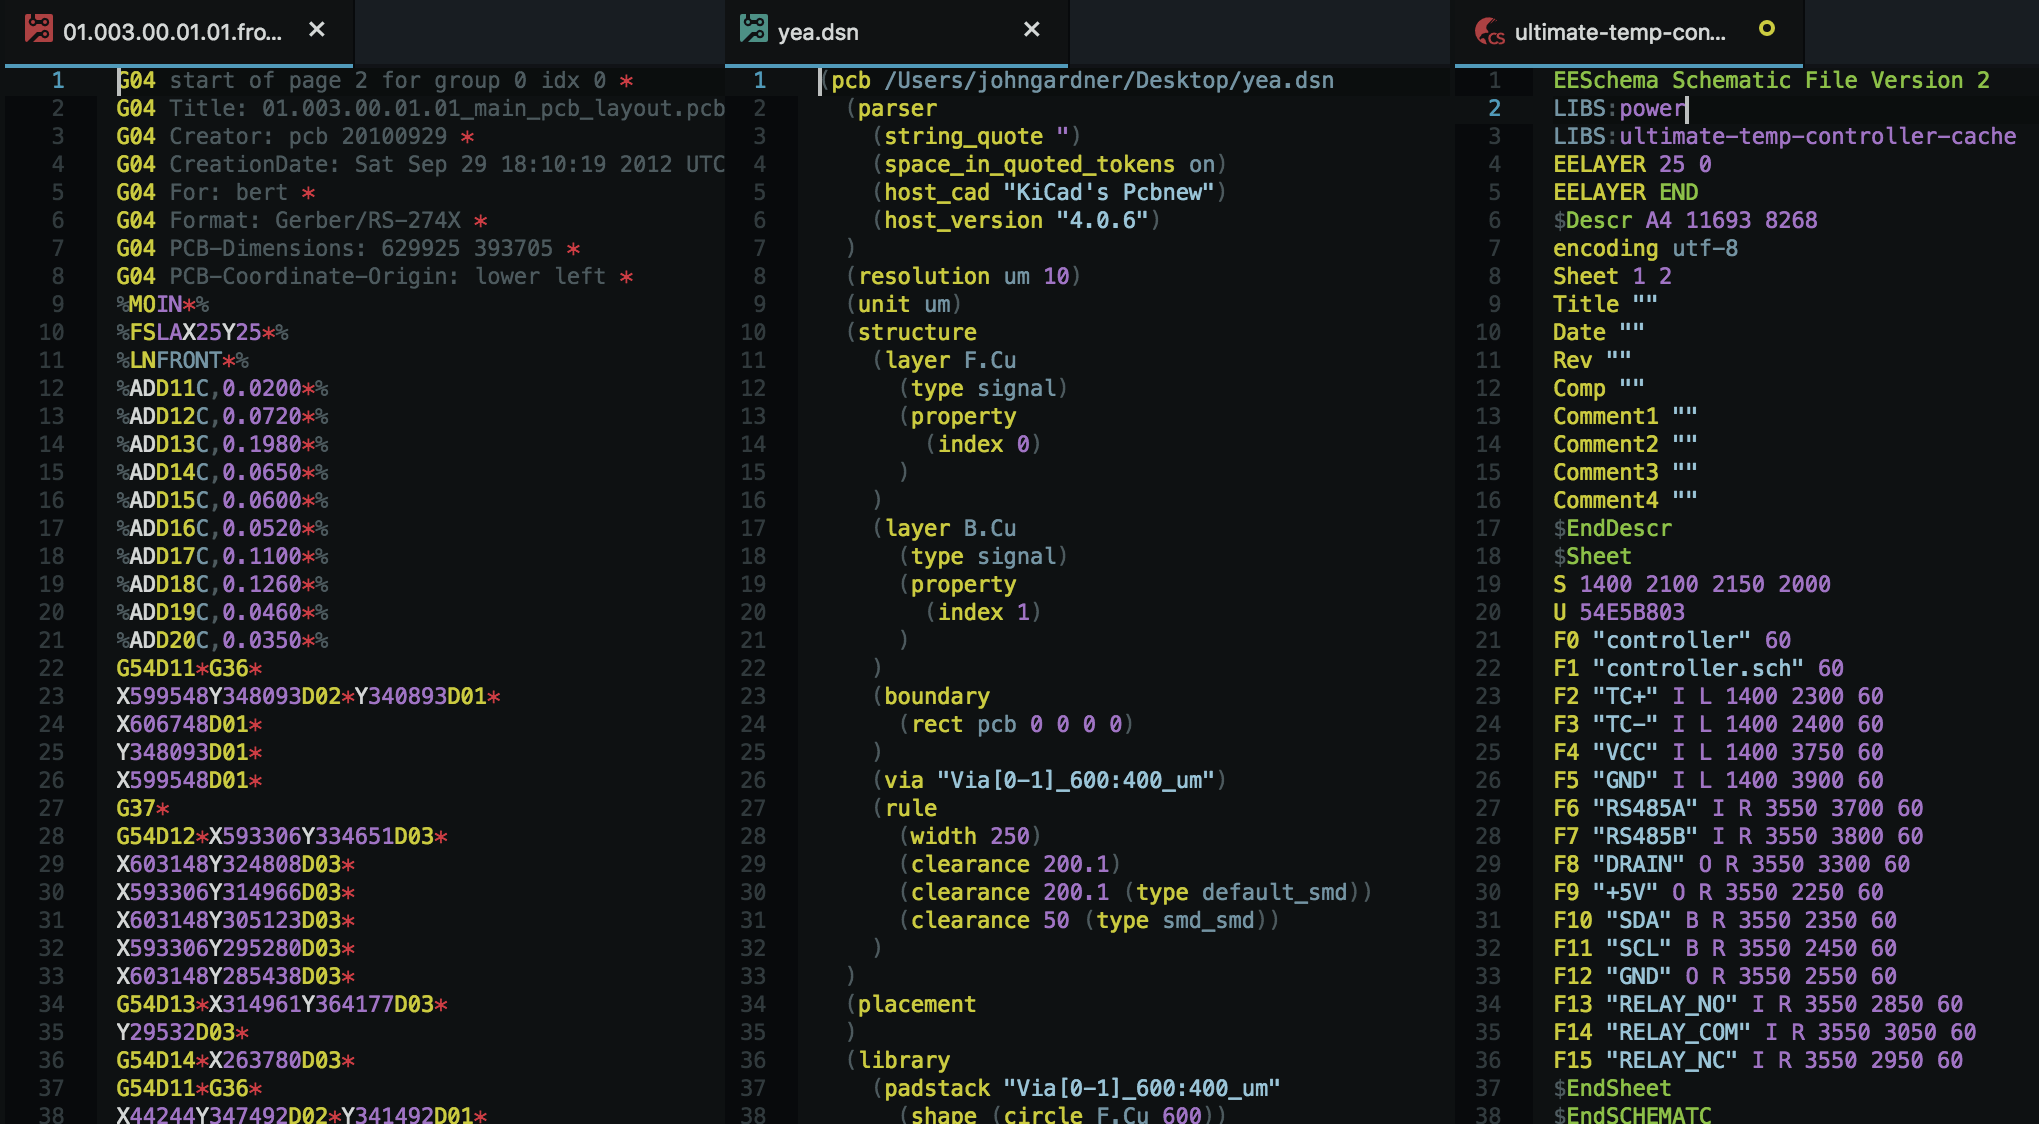 01.003.00.01.01.fro...
1 G04 start of page 2 for group 0 idx 0 *
2 G04 Title: 01.003.00.01.01_main_pcb_layout.pcb
3 G04 Creator: pcb 20100929 *
4 G04 CreationDate: Sat Sep 29 18:10:19 2012 UTC
5 G04 For: bert *
6 G04 Format: Gerber/RS-274X *
7 G04 PCB-Dimensions: 629925 393705 *
8 G04 PCB-Coordinate-Origin: lower left *
9 %MOIN*%
10 %FSLAX25Y25*%
11 %LNFRONT*%
12 %ADD11C,0.0200*%
13 %ADD12C,0.0720*%
14 %ADD13C,0.1980*%
15 %ADD14C,0.0650*%
16 %ADD15C,0.0600*%
17 %ADD16C,0.0520*%
18 %ADD17C,0.1100*%
19 %ADD18C,0.1260*%
20 %ADD19C,0.0460*%
21 %ADD20C,0.0350*%
22 G54D11*G36*
23 X599548Y348093D02*Y340893D01*
24 X606748D01*
25 Y348093D01*
26 X599548D01*
27 G37*
28 G54D12*X593306Y334651D03*
29 X603148Y324808D03*
30 X593306Y314966D03*
31 X603148Y305123D03*
32 X593306Y295280D03*
33 X603148Y285438D03*
34 G54D13*X314961Y364177D03*
35 Y29532D03*
36 G54D14*X263780D03*
37 G54D11*G36*
38 X44244Y347492D02*Y341492D01*
yea.dsn
1 (pcb /Users/johngardner/Desktop/yea.dsn
2 (parser
3 (string_quote ")
4 (space_in_quoted_tokens on)
5 (host_cad "KiCad's Pcbnew")
6 (host_version "4.0.6")
7 )
8 (resolution um 10)
9 (unit um)
10 (structure
11 (layer F.Cu
12 (type signal)
13 (property
14 (index 0)
15 )
16 )
17 (layer B.Cu
18 (type signal)
19 (property
20 (index 1)
21 )
22 )
23 (boundary
24 (rect pcb 0 0 0 0)
25 )
26 (via "Via[0-1]_600:400_um")
27 (rule
28 (width 250)
29 (clearance 200.1)
30 (clearance 200.1 (type default_smd))
31 (clearance 50 (type smd_smd))
32 )
33 )
34 (placement
35 )
36 (library
37 (padstack "Via[0-1]_600:400_um"
38 (shape (circle F.Cu 600))
CS ultimate-temp-con...
1 EESchema Schematic File Version 2
2 LIBS:power
3 LIBS:ultimate-temp-controller-cache
4 EELAYER 25 0
5 EELAYER END
6 $Descr A4 11693 8268
7 encoding utf-8
8 Sheet 1 2
9 Title ""
10 Date ""
11 Rev ""
12 Comp ""
13 Comment1 ""
14 Comment2 ""
15 Comment3 ""
16 Comment4 ""
17 $EndDescr
18 $Sheet
19 S 1400 2100 2150 2000
20 U 54E5B803
21 F0 "controller" 60
22 F1 "controller.sch" 60
23 F2 "TC+" I L 1400 2300 60
24 F3 "TC-" I L 1400 2400 60
25 F4 "VCC" I L 1400 3750 60
26 F5 "GND" I L 1400 3900 60
27 F6 "RS485A" I R 3550 3700 60
28 F7 "RS485B" I R 3550 3800 60
29 F8 "DRAIN" O R 3550 3300 60
30 F9 "+5V" O R 3550 2250 60
31 F10 "SDA" B R 3550 2350 60
32 F11 "SCL" B R 3550 2450 60
33 F12 "GND" O R 3550 2550 60
34 F13 "RELAY_NO" I R 3550 2850 60
35 F14 "RELAY_COM" I R 3550 3050 60
36 F15 "RELAY_NC" I R 3550 2950 60
37 $EndSheet
38 $EndSCHEMATC